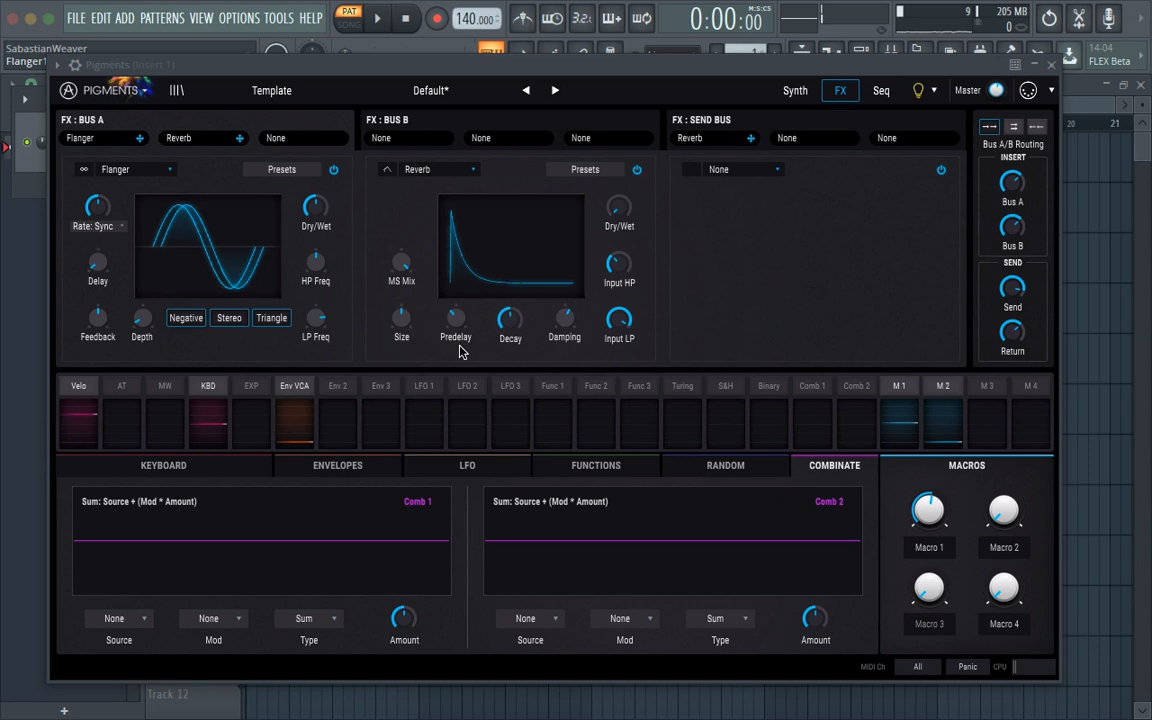 FILE EDIT ADD PATTERNS VIEW OPTIONS TOOLS HELP
PAT
SONG
140.000
3.2:
0:00:00
M:S:CS
9
205 MB
0
SabastianWeaver
Flanger1
14-04
FLEX Beta
Pigments (Insert 1)
PIGMENTS
Template
Default*
Synth
FX
Seq
Master
20
21
FX : BUS A
Flanger
Reverb
None
FX : BUS B
None
None
None
FX : SEND BUS
Reverb
None
None
Bus A/B Routing
Flanger
Presets
Rate: Sync
Dry/Wet
Delay
HP Freq
Feedback
Depth
Negative
Stereo
Triangle
LP Freq
Reverb
Presets
Dry/Wet
MS Mix
Input HP
Size
Predelay
Decay
Damping
Input LP
None
INSERT
Bus A
Bus B
SEND
Send
Return
Velo AT MW KBD EXP Env VCA Env 2 Env 3 LFO 1 LFO 2 LFO 3 Func 1 Func 2 Func 3 Turing S&H Binary Comb 1 Comb 2 M 1 M 2 M 3 M 4
KEYBOARD ENVELOPES LFO FUNCTIONS RANDOM COMBINATE MACROS
Sum: Source + (Mod * Amount)
Comb 1
None
Source
None
Mod
Sum
Type
Amount
Sum: Source + (Mod * Amount)
Comb 2
None
Source
None
Mod
Sum
Type
Amount
Macro 1
Macro 2
Macro 3
Macro 4
MIDI Ch
All
Panic
CPU
Track 12